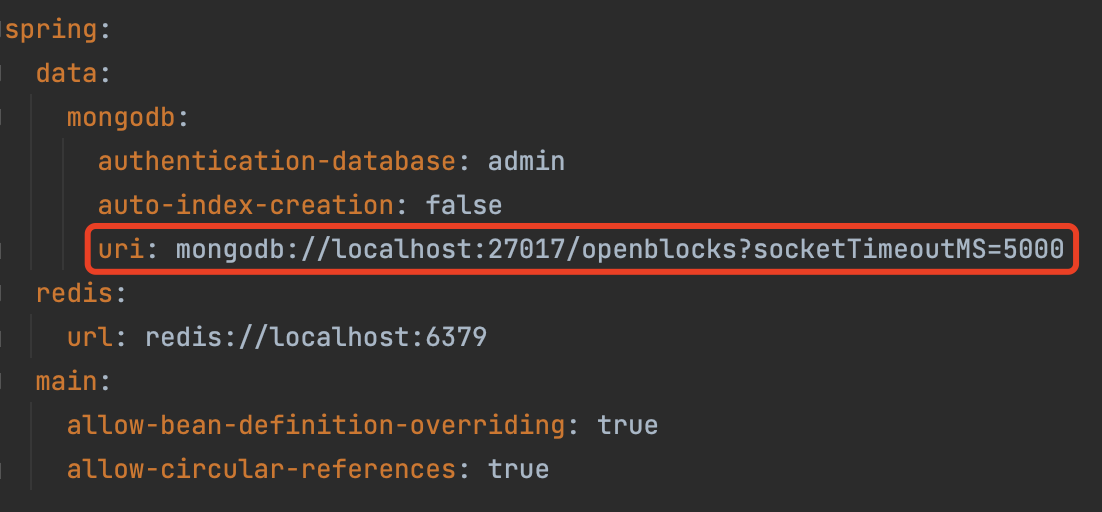 spring:
data:
mongodb:
authentication-database: admin
auto-index-creation: false
uri: mongodb://localhost:27017/openblocks?socketTimeoutMS=5000
redis:
url: redis://localhost:6379
main:
allow-bean-definition-overriding: true
allow-circular-references: true